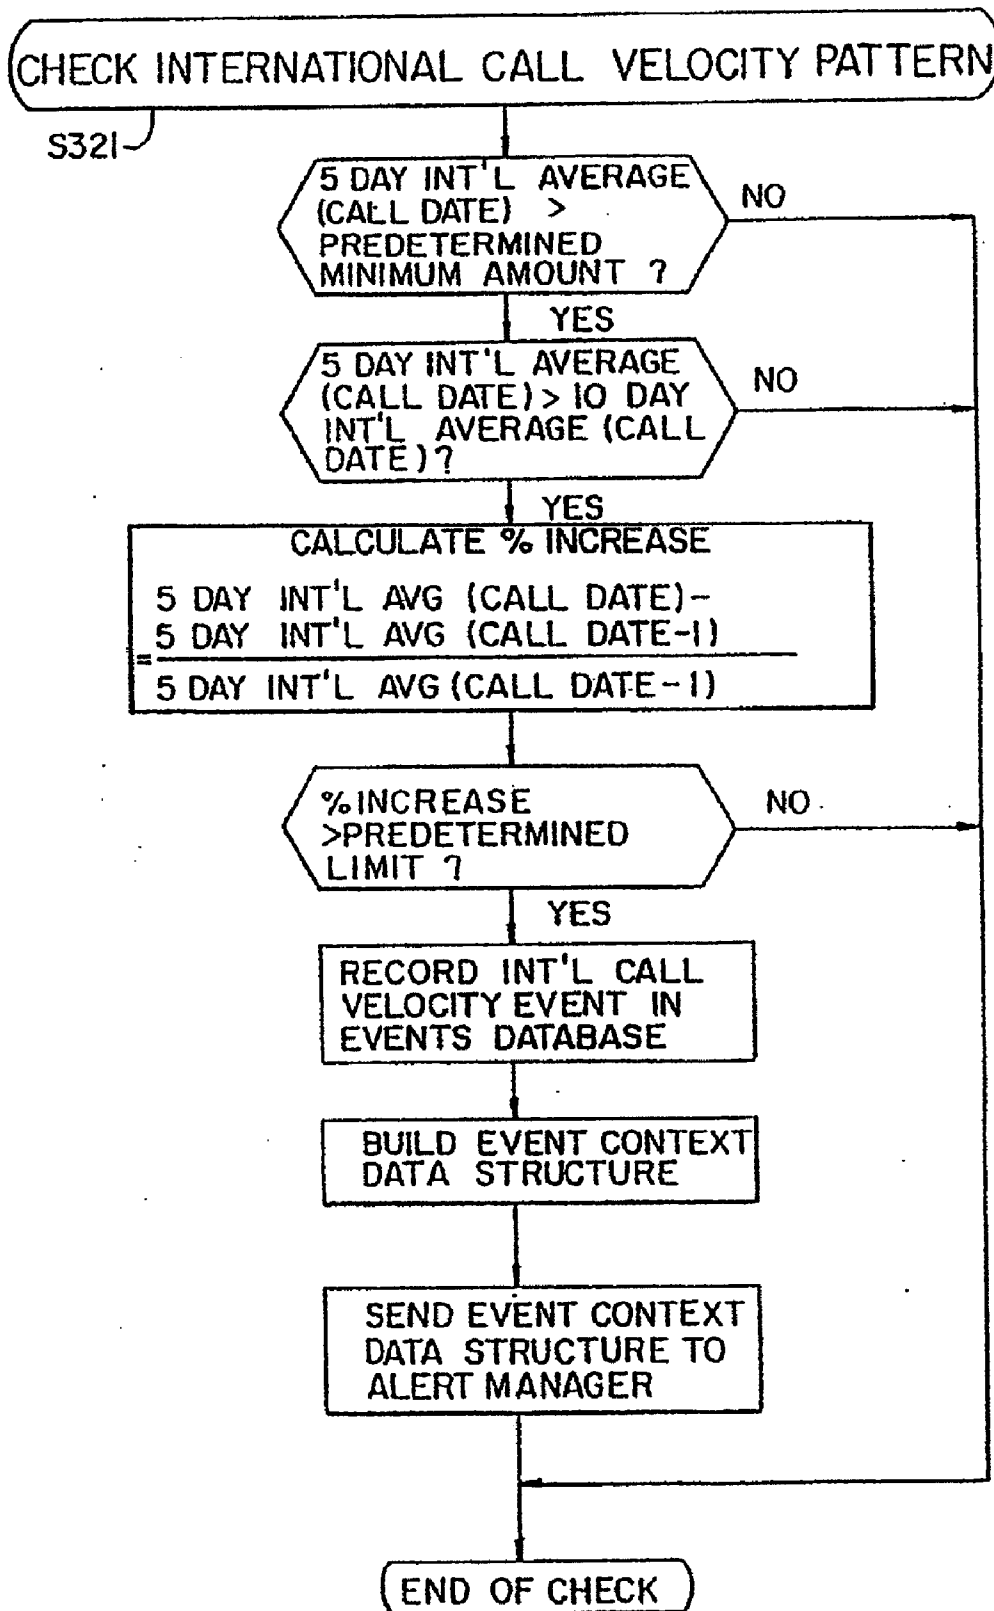 CHECK INTERNATIONAL CALL VELOCITY PATTERN
S321
5 DAY INT'L AVERAGE
(CALL DATE) >
PREDETERMINED
MINIMUM AMOUNT ?
NO
YES
5 DAY INT'L AVERAGE
(CALL DATE) > 10 DAY
INT'L AVERAGE (CALL
DATE) ?
NO
YES
CALCULATE % INCREASE
5 DAY INT'L AVG (CALL DATE) -
5 DAY INT'L AVG (CALL DATE-1)
=
5 DAY INT'L AVG (CALL DATE-1)
% INCREASE
>PREDETERMINED
LIMIT ?
NO
YES
RECORD INT'L CALL
VELOCITY EVENT IN
EVENTS DATABASE
BUILD EVENT CONTEXT
DATA STRUCTURE
SEND EVENT CONTEXT
DATA STRUCTURE TO
ALERT MANAGER
END OF CHECK